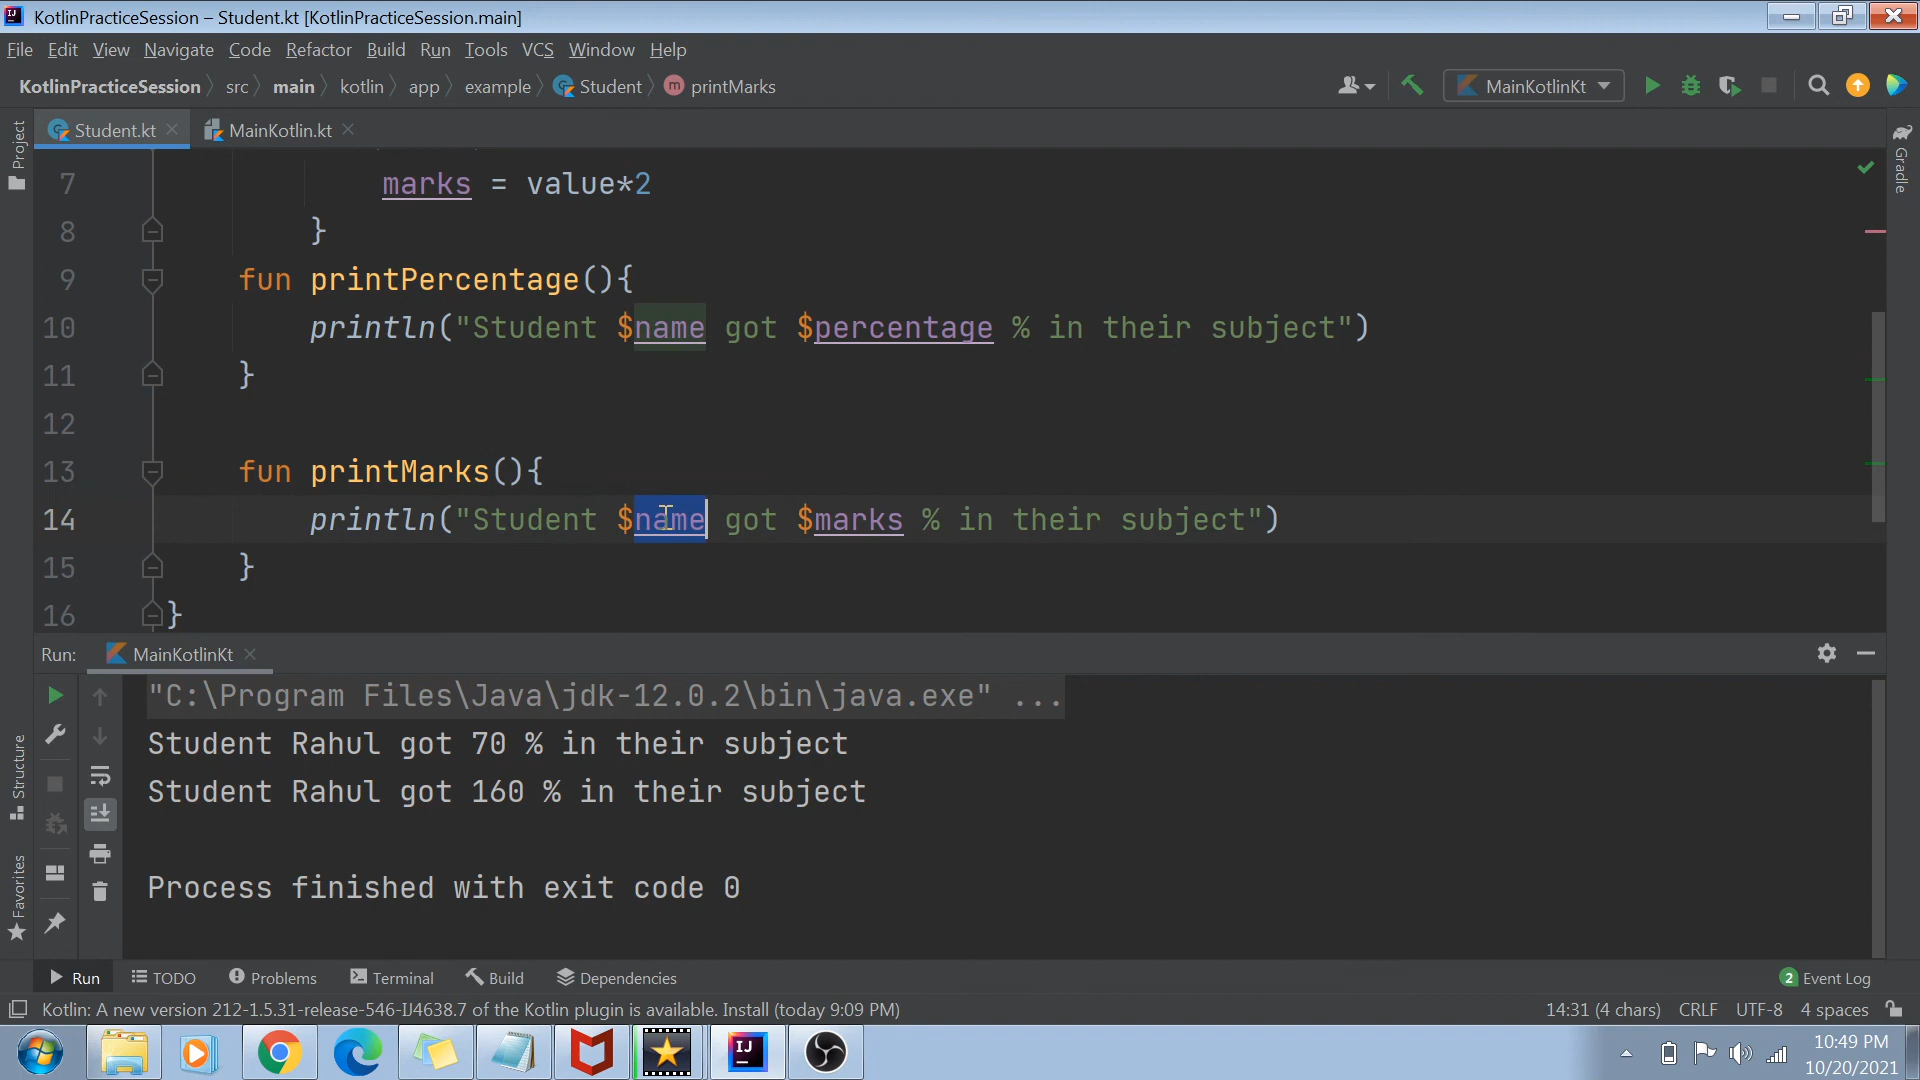 KotlinPracticeSession – Student.kt [KotlinPracticeSession.main]
File Edit View Navigate Code Refactor Build Run Tools VCS Window Help
KotlinPracticeSession src main kotlin app example Student printMarks MainKotlinKt
Student.kt MainKotlin.kt
Project
Gradle
7 marks = value*2
8 }
9 fun printPercentage(){
10 println("Student $name got $percentage % in their subject")
11 }
12
13 fun printMarks(){
14 println("Student $name got $marks % in their subject")
15 }
16 }
Run: MainKotlinKt
"C:\Program Files\Java\jdk-12.0.2\bin\java.exe" ...
Student Rahul got 70 % in their subject
Student Rahul got 160 % in their subject
Process finished with exit code 0
Structure
Favorites
Run TODO Problems Terminal Build Dependencies 2 Event Log
Kotlin: A new version 212-1.5.31-release-546-IJ4638.7 of the Kotlin plugin is available. Install (today 9:09 PM) 14:31 (4 chars) CRLF UTF-8 4 spaces
10:49 PM
10/20/2021